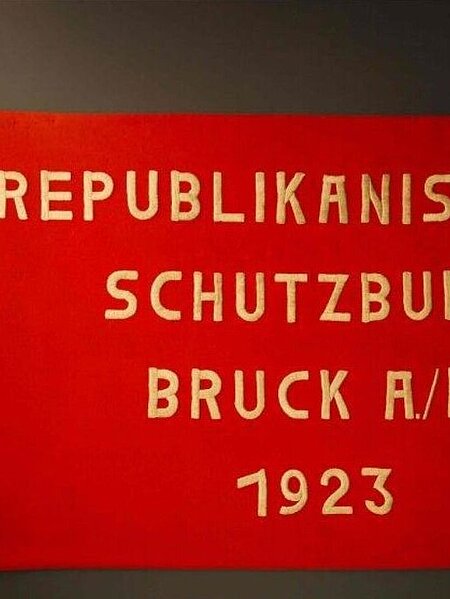 REPUBLIKANIS
SCHUTZBU
BRUCK A./
1923